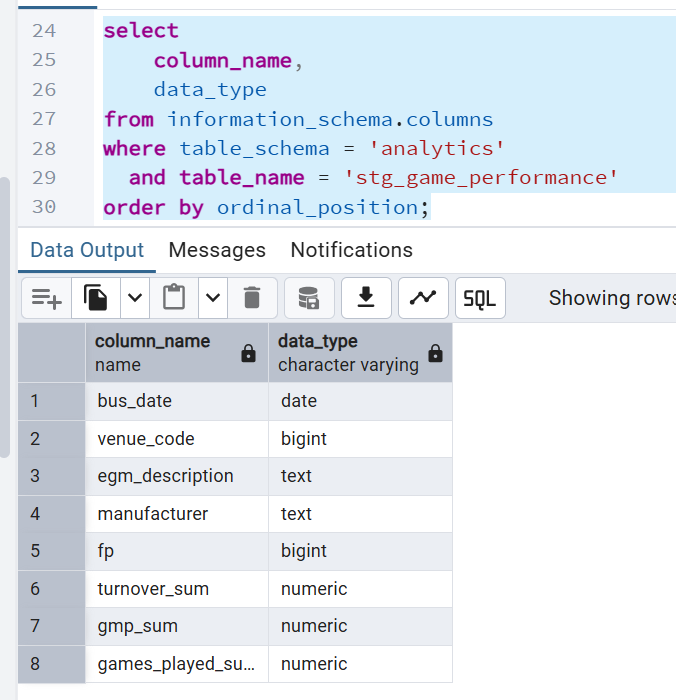 24 select
25 column_name,
26 data_type
27 from information_schema.columns
28 where table_schema = 'analytics'
29 and table_name = 'stg_game_performance'
30 order by ordinal_position;
Data Output Messages Notifications
SQL Showing rows
column_name data_type
name character varying
1 bus_date date
2 venue_code bigint
3 egm_description text
4 manufacturer text
5 fp bigint
6 turnover_sum numeric
7 gmp_sum numeric
8 games_played_su… numeric